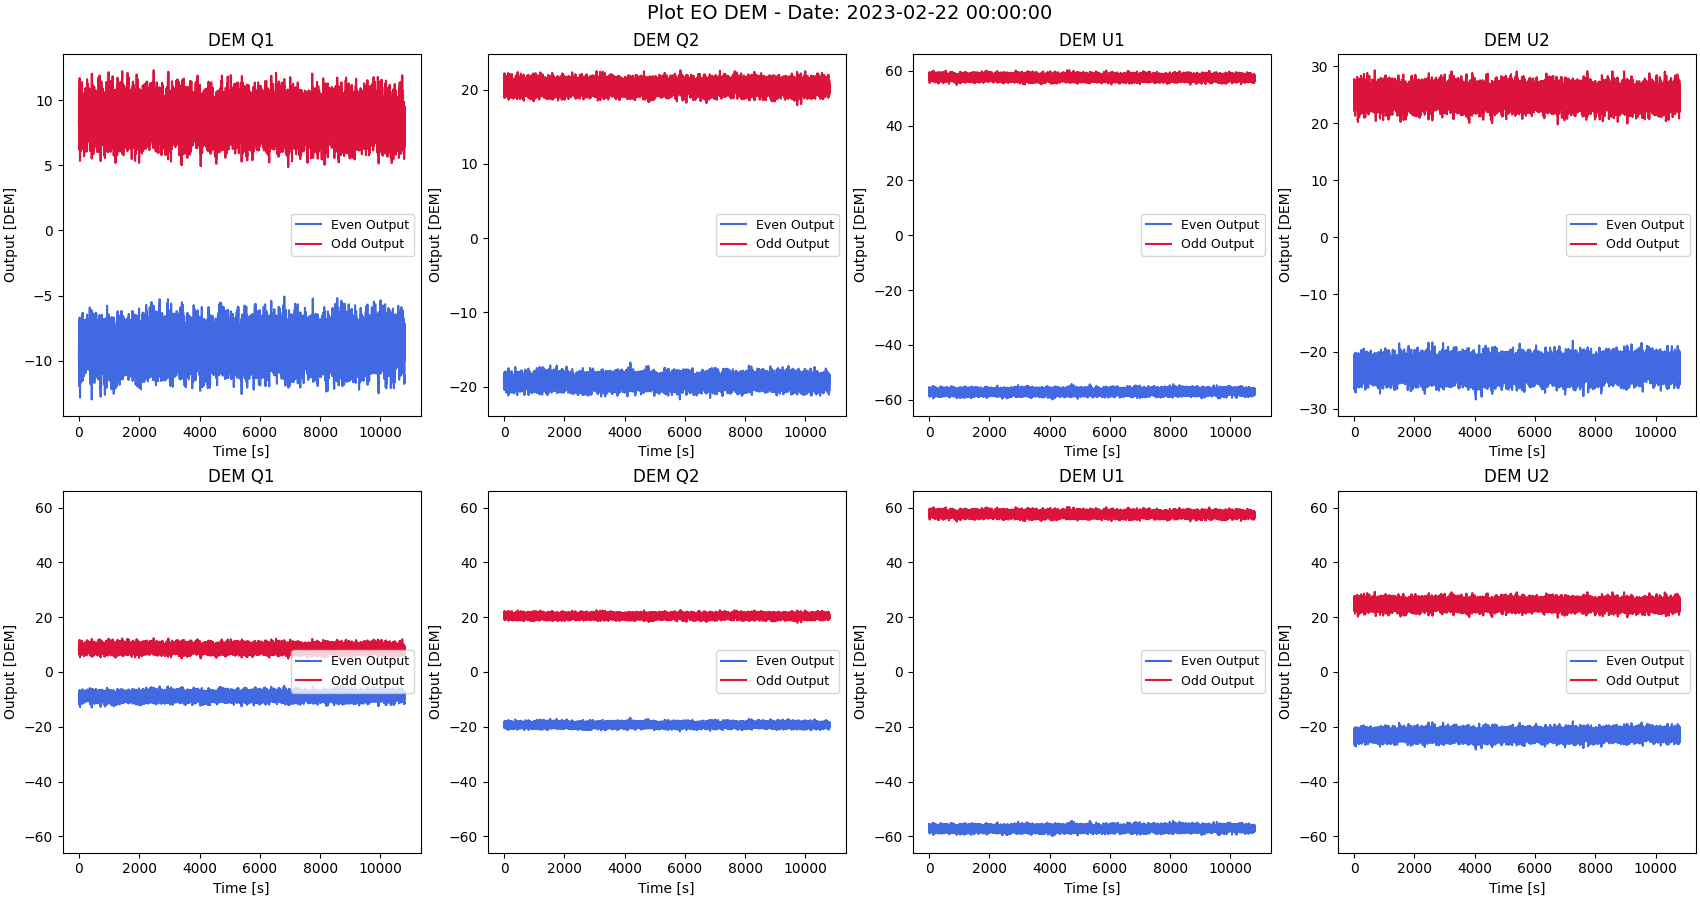 Plot EO DEM - Date: 2023-02-22 00:00:00
DEM Q1
10
5
0
−5
−10
Output [DEM]
Even Output
Odd Output
0 2000 4000 6000 8000 10000
Time [s]
DEM Q2
20
10
0
−10
−20
Output [DEM]
Even Output
Odd Output
0 2000 4000 6000 8000 10000
Time [s]
DEM U1
60
40
20
0
−20
−40
−60
Output [DEM]
Even Output
Odd Output
0 2000 4000 6000 8000 10000
Time [s]
DEM U2
30
20
10
0
−10
−20
−30
Output [DEM]
Even Output
Odd Output
0 2000 4000 6000 8000 10000
Time [s]
DEM Q1
60
40
20
0
−20
−40
−60
Output [DEM]
Even Output
Odd Output
0 2000 4000 6000 8000 10000
Time [s]
DEM Q2
60
40
20
0
−20
−40
−60
Output [DEM]
Even Output
Odd Output
0 2000 4000 6000 8000 10000
Time [s]
DEM U1
60
40
20
0
−20
−40
−60
Output [DEM]
Even Output
Odd Output
0 2000 4000 6000 8000 10000
Time [s]
DEM U2
60
40
20
0
−20
−40
−60
Output [DEM]
Even Output
Odd Output
0 2000 4000 6000 8000 10000
Time [s]